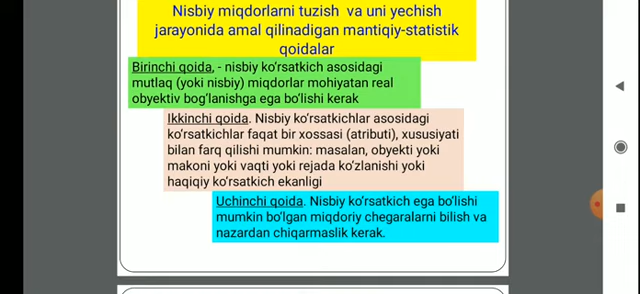 Nisbiy miqdorlarni tuzish va uni yechish
jarayonida amal qilinadigan mantiqiy-statistik
qoidalar
Birinchi qoida, - nisbiy ko‘rsatkich asosidagi
mutlaq (yoki nisbiy) miqdorlar mohiyatan real
obyektiv bog‘lanishga ega bo‘lishi kerak
Ikkinchi qoida. Nisbiy ko‘rsatkichlar asosidagi
ko‘rsatkichlar faqat bir xossasi (atributi), xususiyati
bilan farq qilishi mumkin: masalan, obyekti yoki
makoni yoki vaqti yoki rejada ko‘zlanishi yoki
haqiqiy ko‘rsatkich ekanligi
Uchinchi qoida. Nisbiy ko‘rsatkich ega bo‘lishi
mumkin bo‘lgan miqdoriy chegaralarni bilish va
nazardan chiqarmaslik kerak.